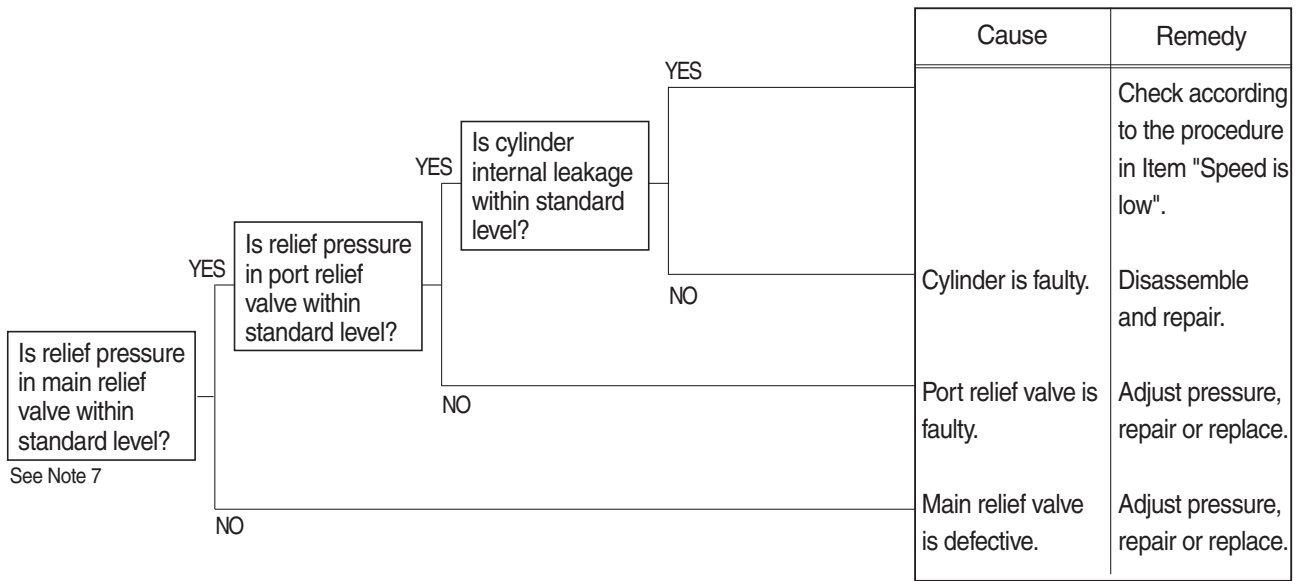 Cause
Remedy
YES
Check according
to the procedure
in Item "Speed is
low".
Is cylinder
internal leakage
within standard
level?
YES
NO
Cylinder is faulty.
Disassemble
and repair.
Is relief pressure
in port relief
valve within
standard level?
YES
NO
Port relief valve is
faulty.
Adjust pressure,
repair or replace.
Is relief pressure
in main relief
valve within
standard level?
See Note 7
NO
Main relief valve
is defective.
Adjust pressure,
repair or replace.